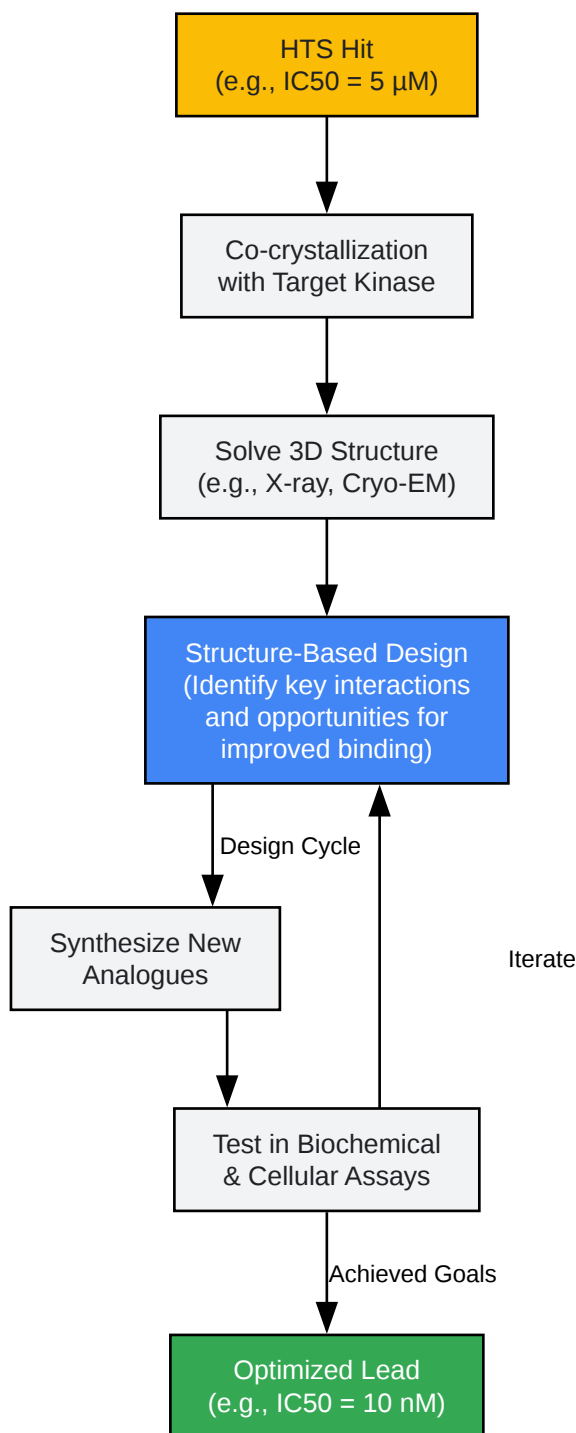 HTS Hit
(e.g., IC50 = 5 µM)
Co-crystallization
with Target Kinase
Solve 3D Structure
(e.g., X-ray, Cryo-EM)
Structure-Based Design
(Identify key interactions
and opportunities for
improved binding)
Design Cycle
Synthesize New
Analogues
Iterate
Test in Biochemical
& Cellular Assays
Achieved Goals
Optimized Lead
(e.g., IC50 = 10 nM)